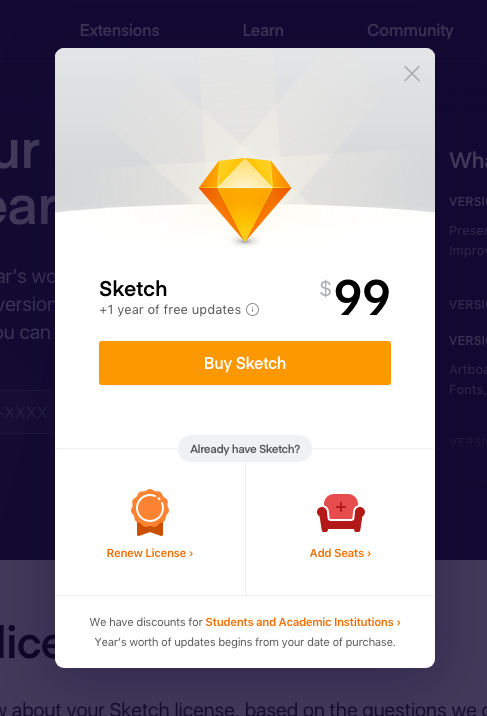 Extensions Learn Community
ur
ear
Wha
VERSI
Presen
Improv
ar's wo
version
ou can
VERSI
VERSI
Artboa
Fonts,
-XXXX
VERSI
Sketch
$99
+1 year of free updates
Buy Sketch
Already have Sketch?
Renew License ›
Add Seats ›
We have discounts for Students and Academic Institutions ›
Year's worth of updates begins from your date of purchase.
lice
w about your Sketch license, based on the questions we g